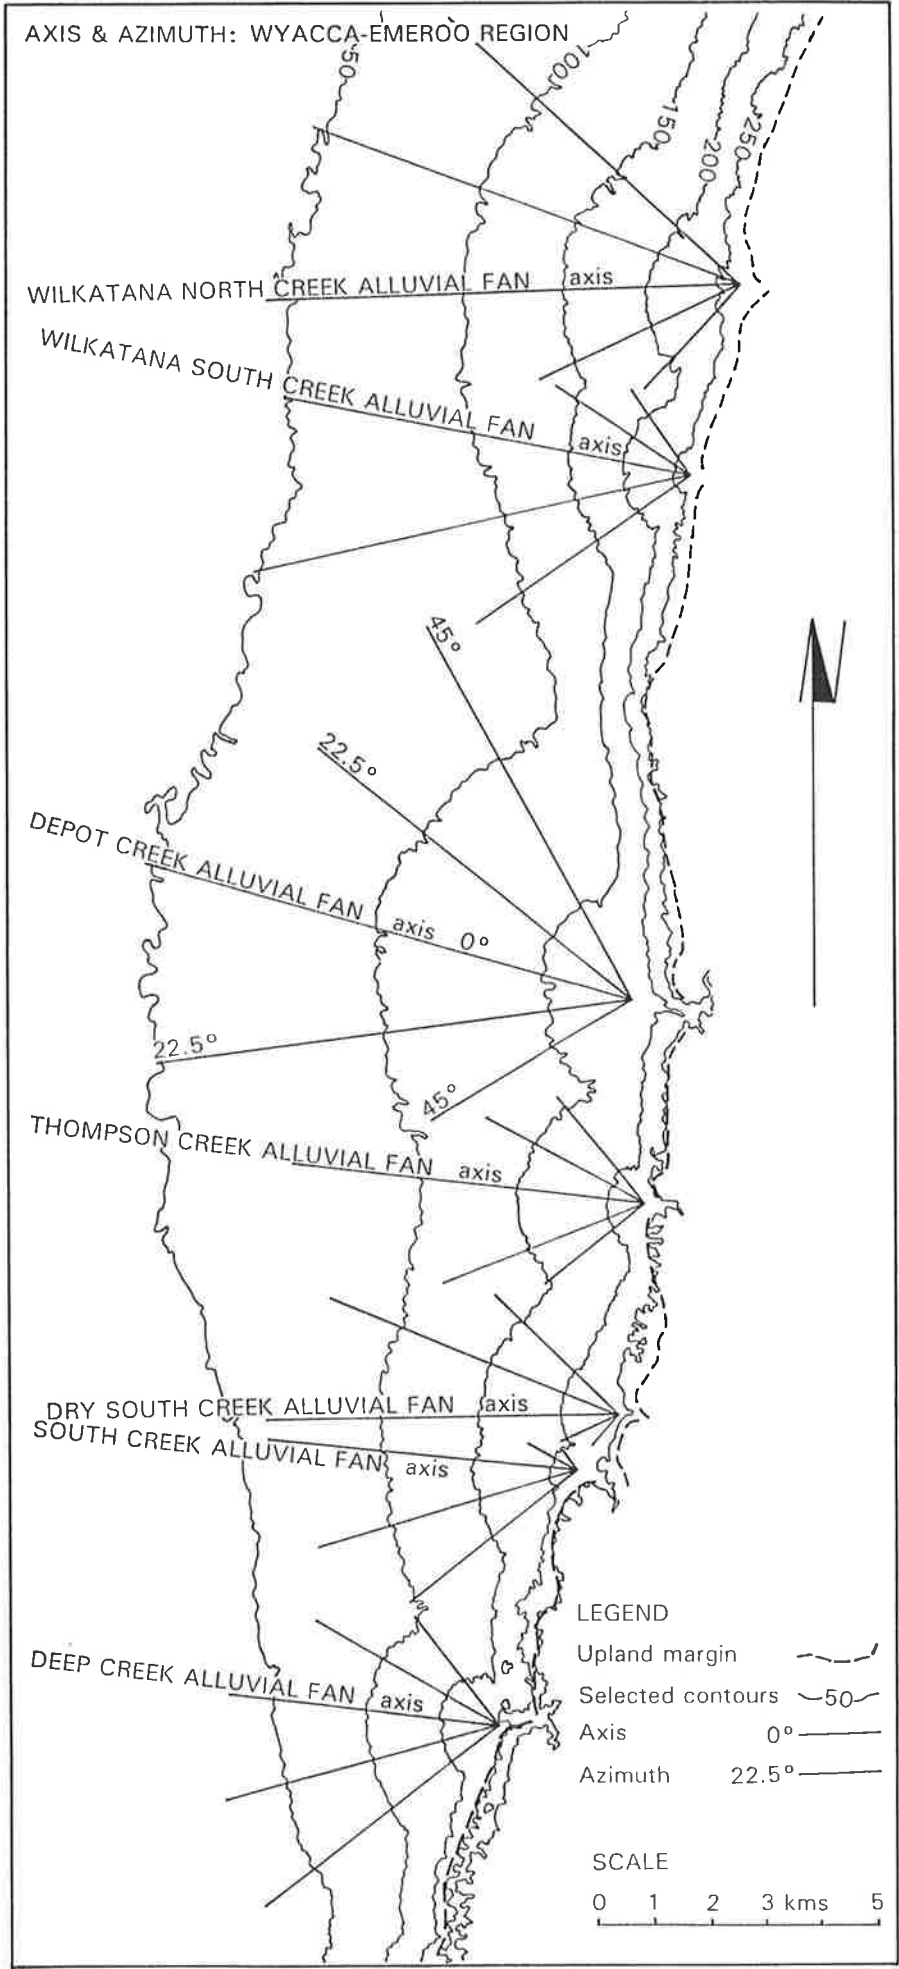 AXIS & AZIMUTH: WYACCA-EMEROO REGION
50
100
150
200
250
WILKATANA NORTH CREEK ALLUVIAL FAN axis
WILKATANA SOUTH CREEK ALLUVIAL FAN axis
45°
22.5°
DEPOT CREEK ALLUVIAL FAN axis 0°
22.5°
45°
THOMPSON CREEK ALLUVIAL FAN axis
DRY SOUTH CREEK ALLUVIAL FAN axis
SOUTH CREEK ALLUVIAL FAN axis
DEEP CREEK ALLUVIAL FAN axis
N
LEGEND
Upland margin
Selected contours 50
Axis 0°
Azimuth 22.5°
SCALE
0 1 2 3 kms 5